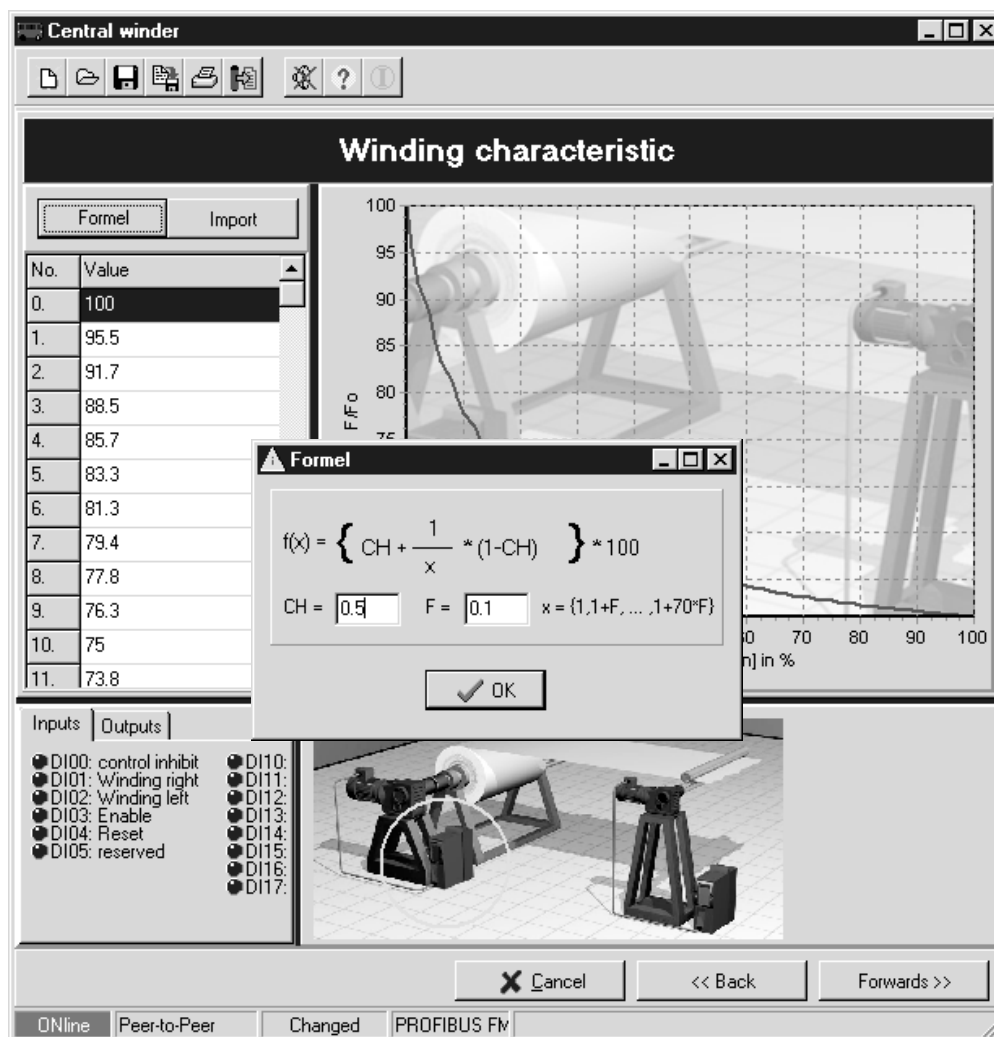 Central winder
Winding characteristic
Formel
Import
No. Value
0. 100
1. 95.5
2. 91.7
3. 88.5
4. 85.7
5. 83.3
6. 81.3
7. 79.4
8. 77.8
9. 76.3
10. 75
11. 73.8
100
95
90
85
80
75
F/Fo
70 80 90 100
n] in %
Formel
f(x) = { CH + 1/x * (1-CH) } * 100
CH = 0.5 F = 0.1 x = {1,1+F, ... ,1+70*F}
OK
Inputs Outputs
DI00: control inhibit
DI01: Winding right
DI02: Winding left
DI03: Enable
DI04: Reset
DI05: reserved
DI10:
DI11:
DI12:
DI13:
DI14:
DI15:
DI16:
DI17:
Cancel
<< Back
Forwards >>
ONline Peer-to-Peer Changed PROFIBUS FM